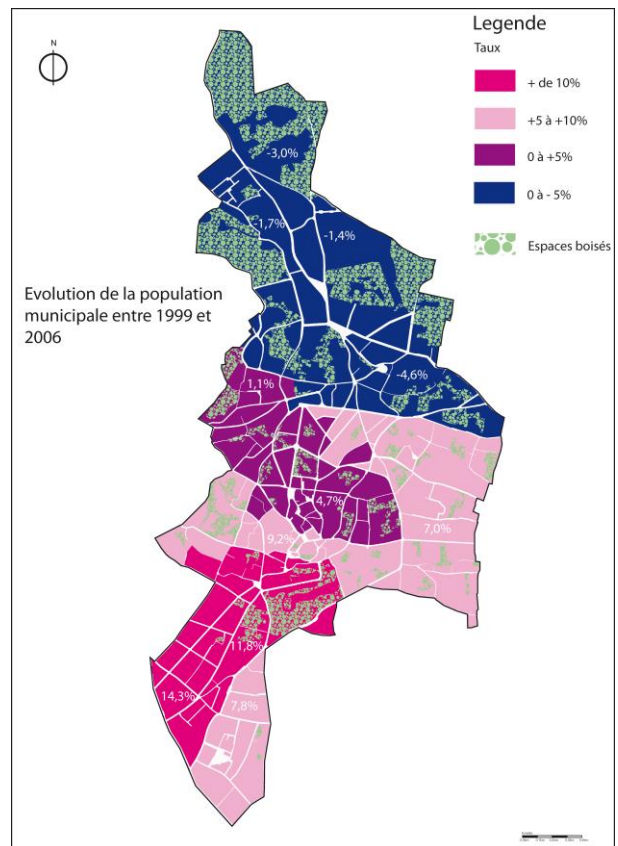 Legende
Taux
N
+ de 10%
+5 à +10%
0 à +5%
0 à - 5%
Espaces boisés
-3,0%
-1,7%
-1,4%
Evolution de la population
municipale entre 1999 et
2006
-4,6%
1,1%
4,7%
7,0%
9,2%
11,8%
14,3%
7,8%